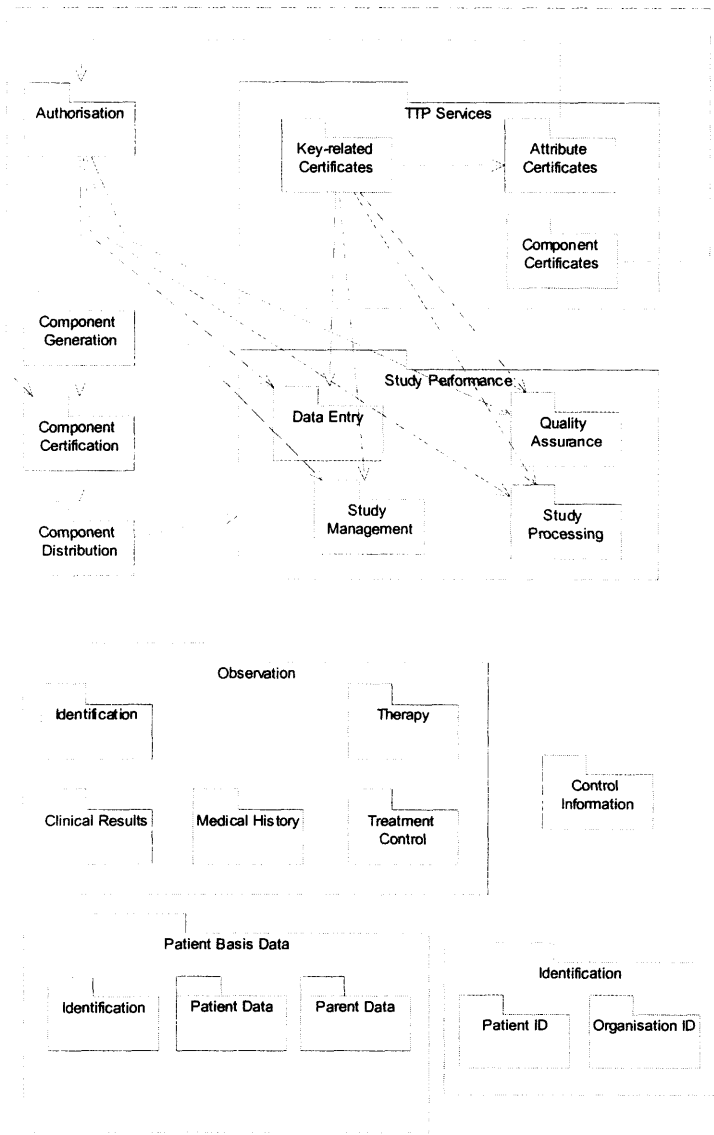 Authorisation
TTP Services
Key-related
Certificates
Attribute
Certificates
Component
Certificates
Component
Generation
Study Performance
Data Entry
Quality
Assurance
Component
Certification
Study
Management
Study
Processing
Component
Distribution
Observation
Identification
Therapy
Control
Information
Clinical Results
Medical History
Treatment
Control
Patient Basis Data
Identification
Patient Data
Parent Data
Identification
Patient ID
Organisation ID